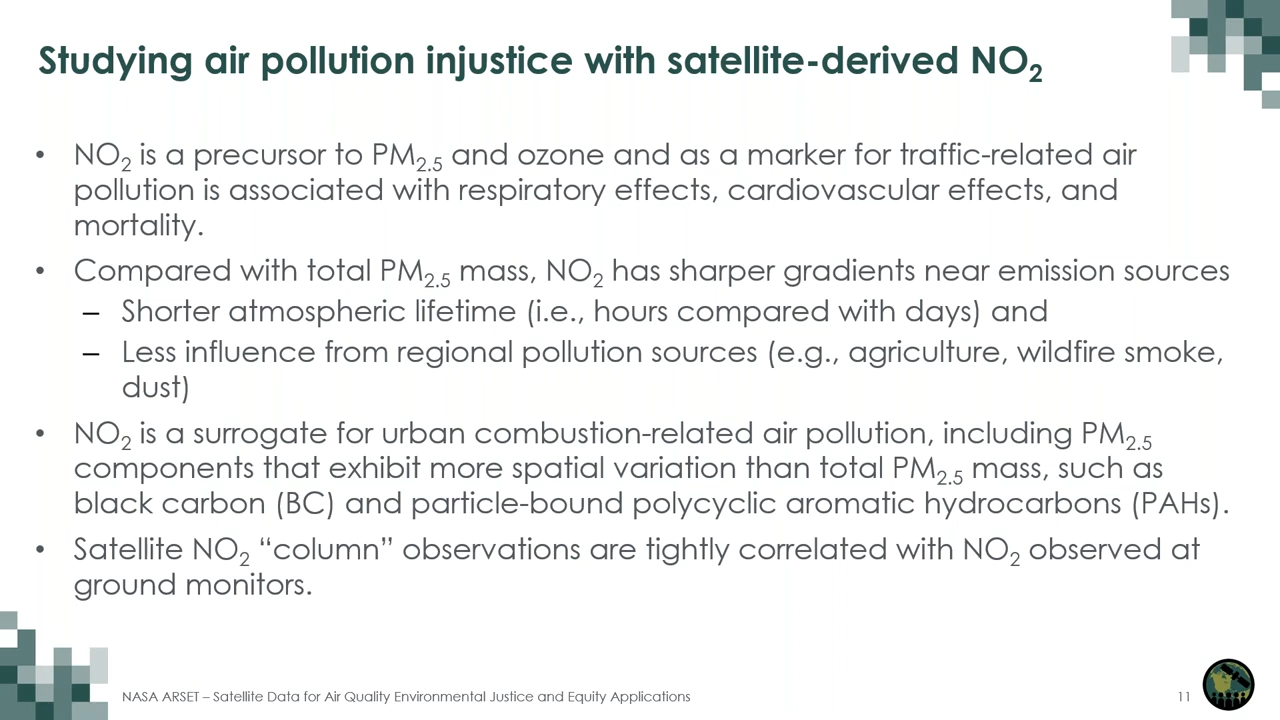 Studying air pollution injustice with satellite-derived NO₂
• NO₂ is a precursor to PM₂.₅ and ozone and as a marker for traffic-related air
pollution is associated with respiratory effects, cardiovascular effects, and
mortality.
• Compared with total PM₂.₅ mass, NO₂ has sharper gradients near emission sources
– Shorter atmospheric lifetime (i.e., hours compared with days) and
– Less influence from regional pollution sources (e.g., agriculture, wildfire smoke,
dust)
• NO₂ is a surrogate for urban combustion-related air pollution, including PM₂.₅
components that exhibit more spatial variation than total PM₂.₅ mass, such as
black carbon (BC) and particle-bound polycyclic aromatic hydrocarbons (PAHs).
• Satellite NO₂ “column” observations are tightly correlated with NO₂ observed at
ground monitors.
NASA ARSET – Satellite Data for Air Quality Environmental Justice and Equity Applications
11